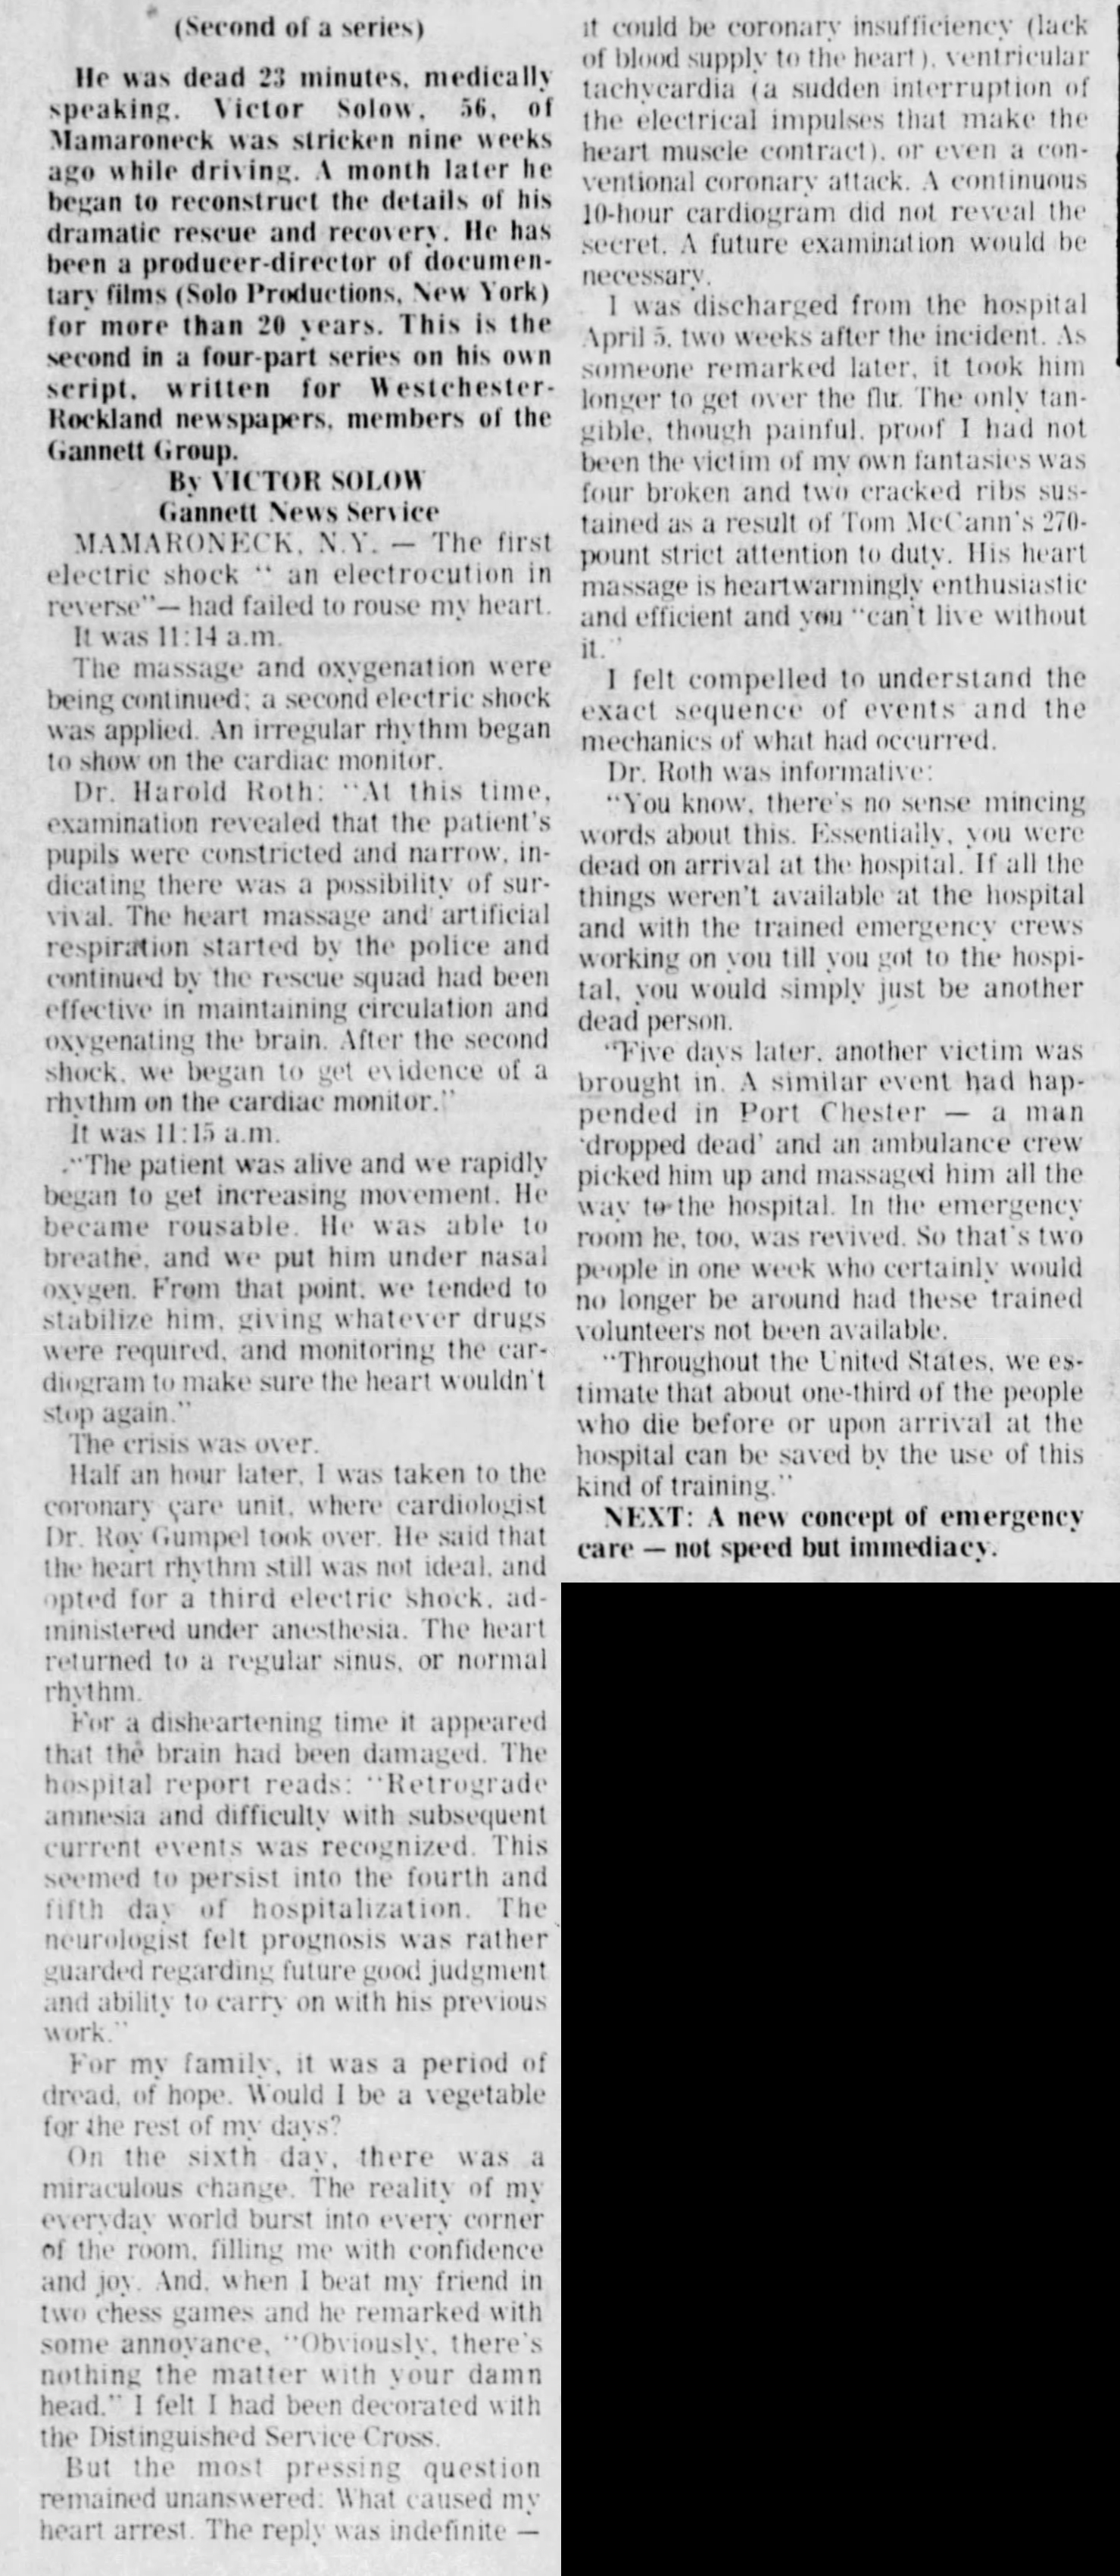 (Second of a series)
He was dead 23 minutes, medically
speaking. Victor Solow, 56, of
Mamaroneck was stricken nine weeks
ago while driving. A month later he
began to reconstruct the details of his
dramatic rescue and recovery. He has
been a producer-director of documen-
tary films (Solo Productions, New York)
for more than 20 years. This is the
second in a four-part series on his own
script, written for Westchester-
Rockland newspapers, members of the
Gannett Group.
By VICTOR SOLOW
Gannett News Service
MAMARONECK, N.Y. — The first
electric shock “ an electrocution in
reverse”— had failed to rouse my heart.
It was 11:14 a.m.
The massage and oxygenation were
being continued; a second electric shock
was applied. An irregular rhythm began
to show on the cardiac monitor.
Dr. Harold Roth: “At this time,
examination revealed that the patient's
pupils were constricted and narrow, in-
dicating there was a possibility of sur-
vival. The heart massage and artificial
respiration started by the police and
continued by the rescue squad had been
effective in maintaining circulation and
oxygenating the brain. After the second
shock, we began to get evidence of a
rhythm on the cardiac monitor.”
It was 11:15 a.m.
“The patient was alive and we rapidly
began to get increasing movement. He
became rousable. He was able to
breathe, and we put him under nasal
oxygen. From that point, we tended to
stabilize him, giving whatever drugs
were required, and monitoring the car-
diogram to make sure the heart wouldn't
stop again.”
The crisis was over.
Half an hour later, I was taken to the
coronary care unit, where cardiologist
Dr. Roy Gumpel took over. He said that
the heart rhythm still was not ideal, and
opted for a third electric shock, ad-
ministered under anesthesia. The heart
returned to a regular sinus, or normal
rhythm.
For a disheartening time it appeared
that the brain had been damaged. The
hospital report reads: “Retrograde
amnesia and difficulty with subsequent
current events was recognized. This
seemed to persist into the fourth and
fifth day of hospitalization. The
neurologist felt prognosis was rather
guarded regarding future good judgment
and ability to carry on with his previous
work.”
For my family, it was a period of
dread, of hope. Would I be a vegetable
for the rest of my days?
On the sixth day, there was a
miraculous change. The reality of my
everyday world burst into every corner
of the room, filling me with confidence
and joy. And, when I beat my friend in
two chess games and he remarked with
some annoyance, “Obviously, there's
nothing the matter with your damn
head.” I felt I had been decorated with
the Distinguished Service Cross.
But the most pressing question
remained unanswered: What caused my
heart arrest. The reply was indefinite —
it could be coronary insufficiency (lack
of blood supply to the heart), ventricular
tachycardia (a sudden interruption of
the electrical impulses that make the
heart muscle contract), or even a con-
ventional coronary attack. A continuous
10-hour cardiogram did not reveal the
secret. A future examination would be
necessary.
I was discharged from the hospital
April 5, two weeks after the incident. As
someone remarked later, it took him
longer to get over the flu. The only tan-
gible, though painful, proof I had not
been the victim of my own fantasies was
four broken and two cracked ribs sus-
tained as a result of Tom McCann's 270-
pount strict attention to duty. His heart
massage is heartwarmingly enthusiastic
and efficient and you “can't live without
it.”
I felt compelled to understand the
exact sequence of events and the
mechanics of what had occurred.
Dr. Roth was informative:
“You know, there's no sense mincing
words about this. Essentially, you were
dead on arrival at the hospital. If all the
things weren't available at the hospital
and with the trained emergency crews
working on you till you got to the hospi-
tal, you would simply just be another
dead person.
“Five days later, another victim was
brought in. A similar event had hap-
pended in Port Chester — a man
‘dropped dead’ and an ambulance crew
picked him up and massaged him all the
way to the hospital. In the emergency
room he, too, was revived. So that's two
people in one week who certainly would
no longer be around had these trained
volunteers not been available.
“Throughout the United States, we es-
timate that about one-third of the people
who die before or upon arrival at the
hospital can be saved by the use of this
kind of training.”
NEXT: A new concept of emergency
care — not speed but immediacy.